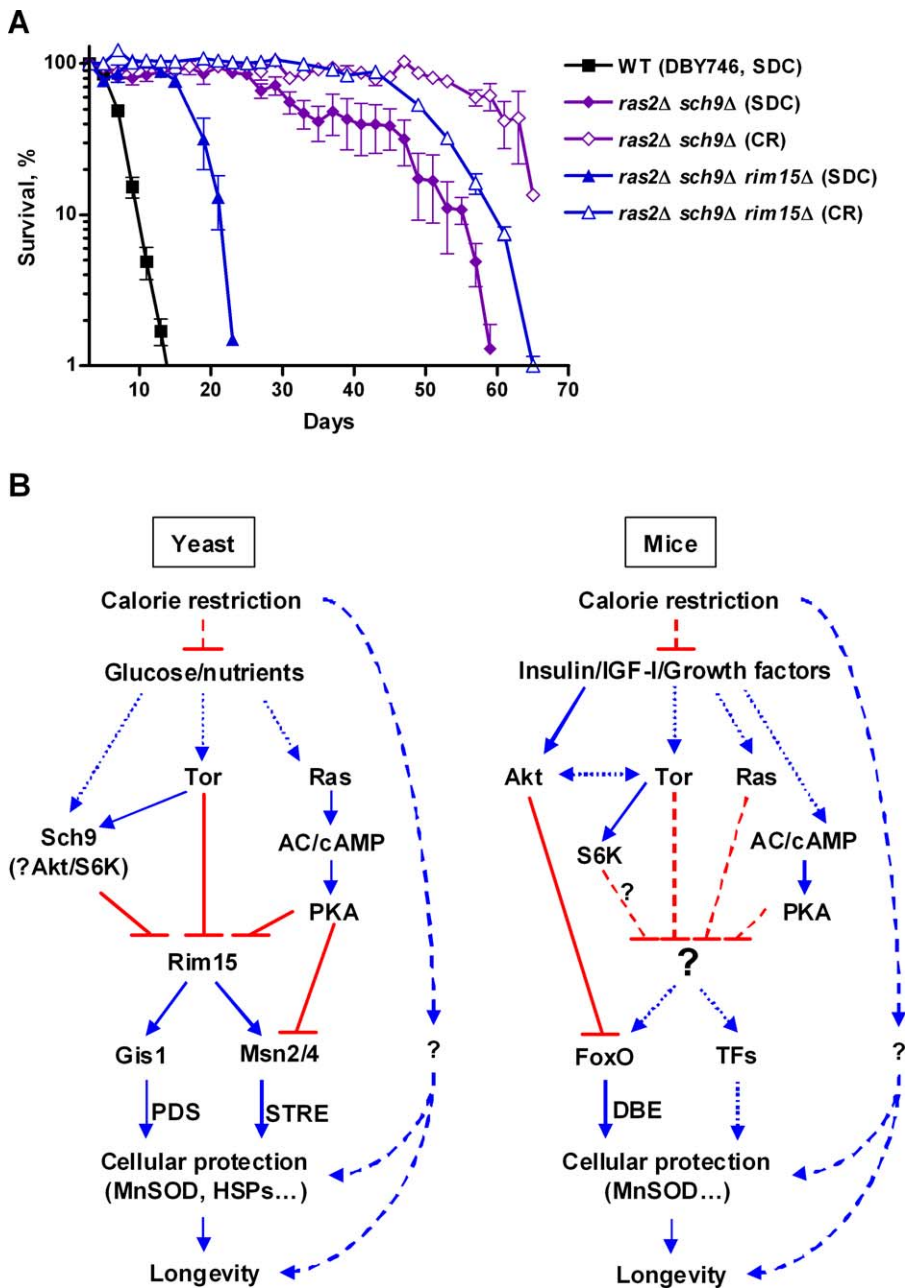 A
100
10
1
Survival, %
10 20 30 40 50 60 70
Days
WT (DBY746, SDC)
ras2Δ sch9Δ (SDC)
ras2Δ sch9Δ (CR)
ras2Δ sch9Δ rim15Δ (SDC)
ras2Δ sch9Δ rim15Δ (CR)
B
Yeast
Calorie restriction
Glucose/nutrients
Tor
Ras
Sch9
(?Akt/S6K)
AC/cAMP
PKA
Rim15
Gis1
Msn2/4
?
PDS
STRE
Cellular protection
(MnSOD, HSPs...)
Longevity
Mice
Calorie restriction
Insulin/IGF-I/Growth factors
Akt
Tor
Ras
S6K
AC/cAMP
?
PKA
?
FoxO
TFs
?
DBE
Cellular protection
(MnSOD...)
Longevity